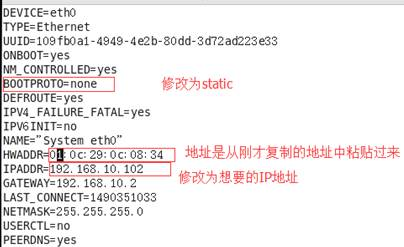 DEVICE=eth0
TYPE=Ethernet
UUID=109fb0a1-4949-4e2b-80dd-3d72ad223e33
ONBOOT=yes
NM_CONTROLLED=yes
BOOTPROTO=none 修改为static
DEFROUTE=yes
IPV4_FAILURE_FATAL=yes
IPV6INIT=no
NAME="System eth0"
HWADDR=01:0c:29:0c:08:34 地址是从刚才复制的地址中粘贴过来
IPADDR=192.168.10.102 修改为想要的IP地址
GATEWAY=192.168.10.2
LAST_CONNECT=1490351033
NETMASK=255.255.255.0
USERCTL=no
PEERDNS=yes